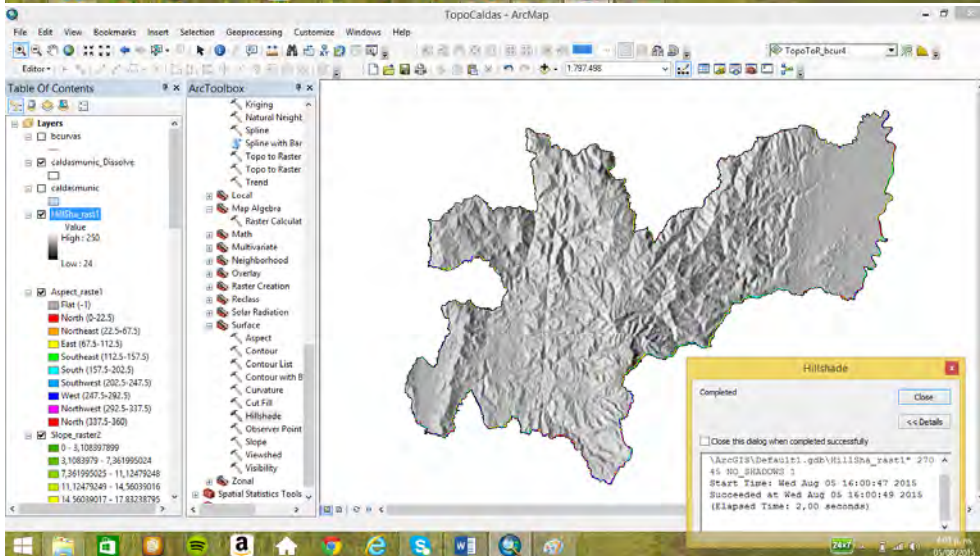 TopoCaldas - ArcMap
File Edit View Bookmarks Insert Selection Geoprocessing Customize Windows Help
TopoToR_bcur4
Editor
1:797.498
Table Of Contents
ArcToolbox
Layers
bcurvas
caldasmunic_Dissolve
caldasmunic
HillSha_rast1
Value
High : 250
Low : 24
Aspect_raste1
Flat (-1)
North (0-22.5)
Northeast (22.5-67.5)
East (67.5-112.5)
Southeast (112.5-157.5)
South (157.5-202.5)
Southwest (202.5-247.5)
West (247.5-292.5)
Northwest (292.5-337.5)
North (337.5-360)
Slope_raster2
0 - 3,108397899
3,1083979 - 7,361995024
7,361995025 - 11,12479248
11,12479249 - 14,56039016
14,56039017 - 17,83238795
Kriging
Natural Neight
Spline
Spline with Bar
Topo to Raster
Topo to Raster
Trend
Local
Map Algebra
Raster Calculat
Math
Multivariate
Neighborhood
Overlay
Raster Creation
Reclass
Solar Radiation
Surface
Aspect
Contour
Contour List
Contour with B
Curvature
Cut Fill
Hillshade
Observer Point
Slope
Viewshed
Visibility
Zonal
Spatial Statistics Tools
Hillshade
Completed
Close
<< Details
Close this dialog when completed successfully
\ArcGIS\Default1.gdb\HillSha_rast1" 270
45 NO_SHADOWS 1
Start Time: Wed Aug 05 16:00:47 2015
Succeeded at Wed Aug 05 16:00:49 2015
(Elapsed Time: 2,00 seconds)
05/08/2015